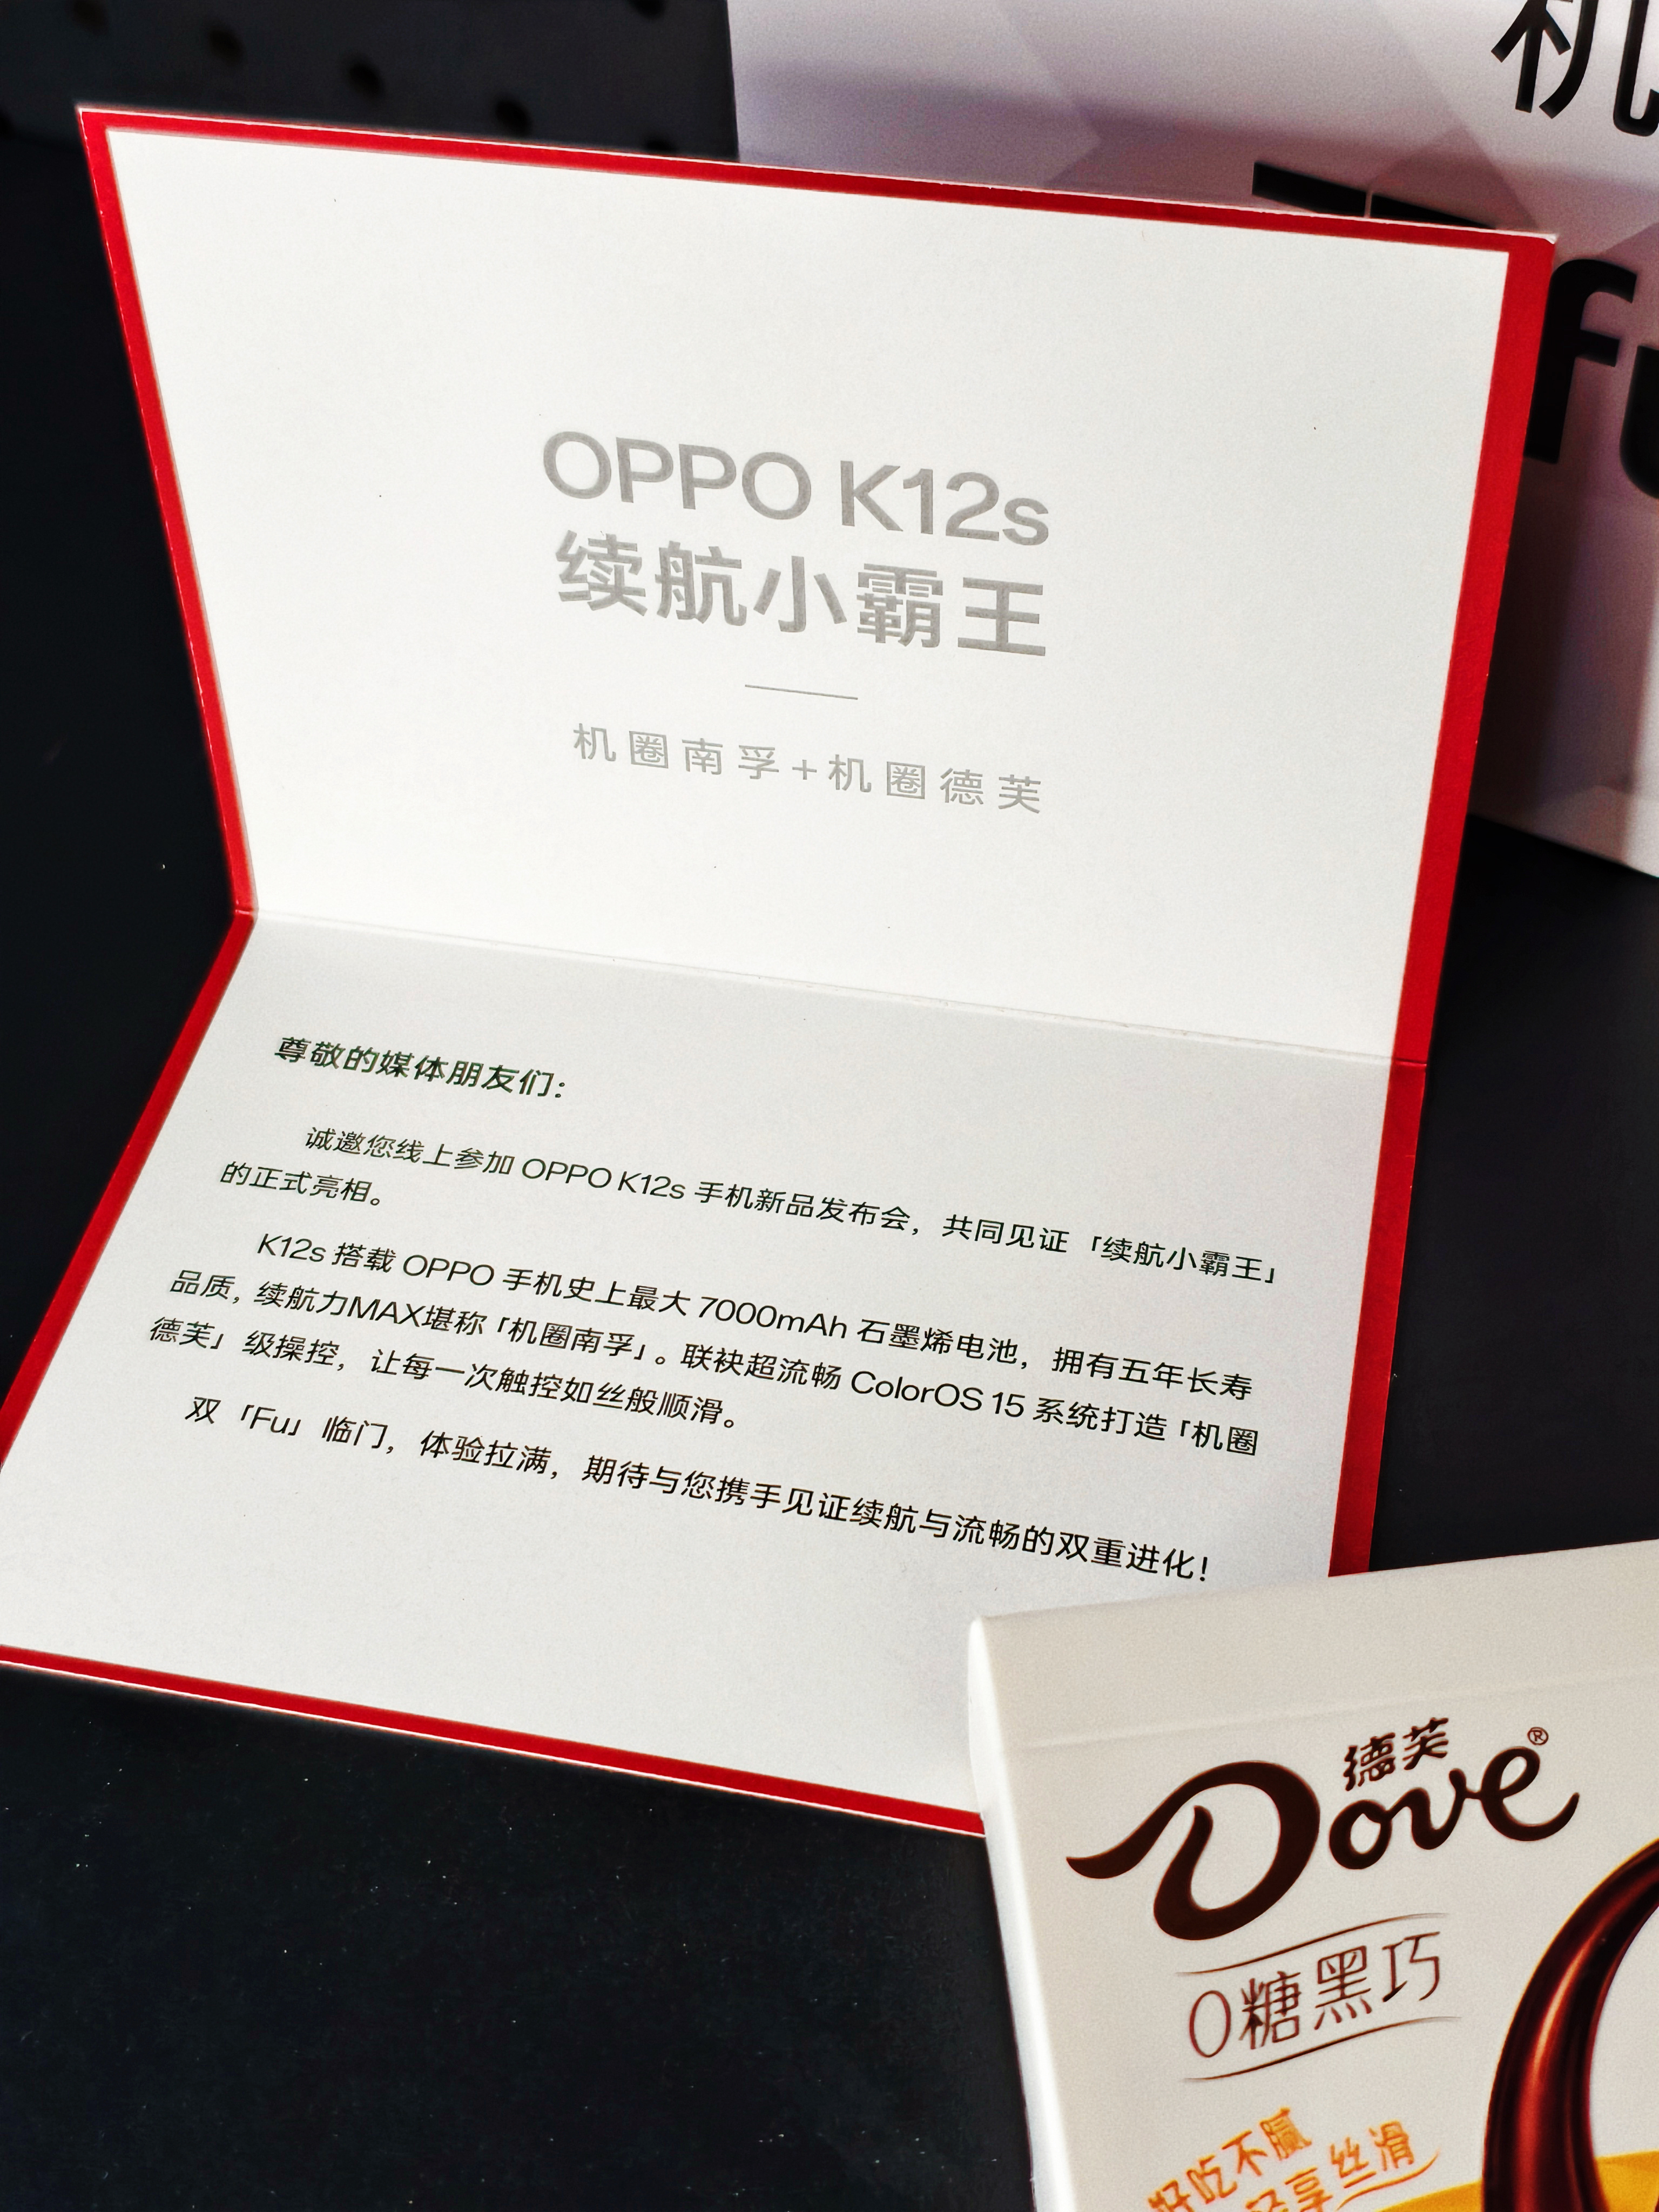 机
fu
OPPO K12s
续航小霸王
机圈南孚+机圈德芙
尊敬的媒体朋友们：
诚邀您线上参加 OPPO K12s 手机新品发布会，共同见证「续航小霸王」
的正式亮相。
K12s 搭载 OPPO 手机史上最大 7000mAh 石墨烯电池，拥有五年长寿
品质，续航力MAX堪称「机圈南孚」。联袂超流畅 ColorOS 15 系统打造「机圈
德芙」级操控，让每一次触控如丝般顺滑。
双「Fu」临门，体验拉满，期待与您携手见证续航与流畅的双重进化！
德芙
Dove®
0糖黑巧
好吃不腻
享丝滑